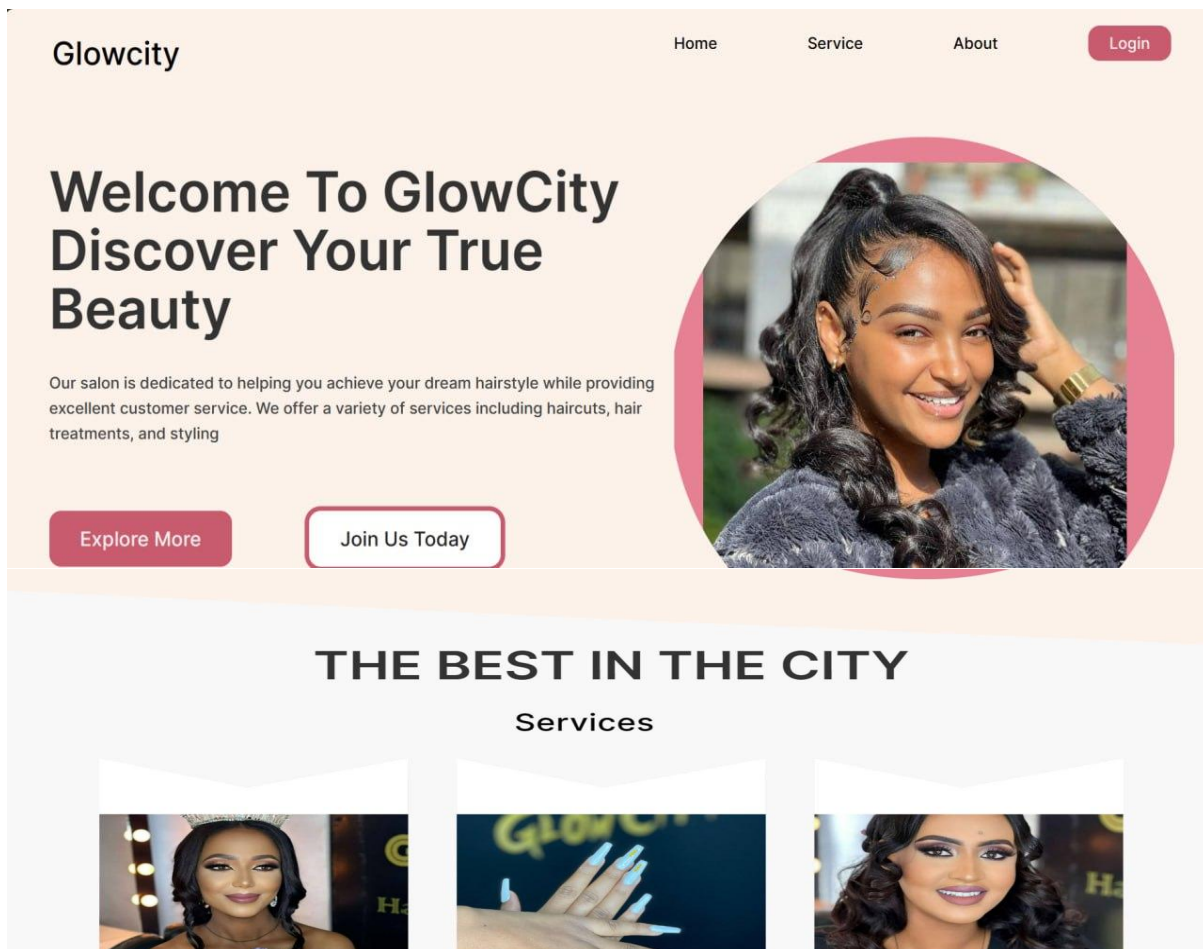 Glowcity
Home Service About Login
Welcome To GlowCity
Discover Your True
Beauty
Our salon is dedicated to helping you achieve your dream hairstyle while providing
excellent customer service. We offer a variety of services including haircuts, hair
treatments, and styling
Explore More Join Us Today
THE BEST IN THE CITY
Services